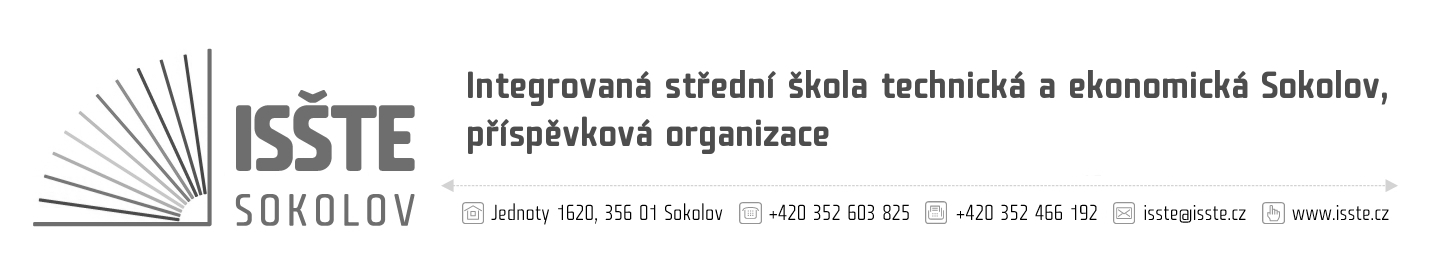 ISŠTE
SOKOLOV
Integrovaná střední škola technická a ekonomická Sokolov,
příspěvková organizace
Jednoty 1620, 356 01 Sokolov +420 352 603 825 +420 352 466 192 isste@isste.cz www.isste.cz